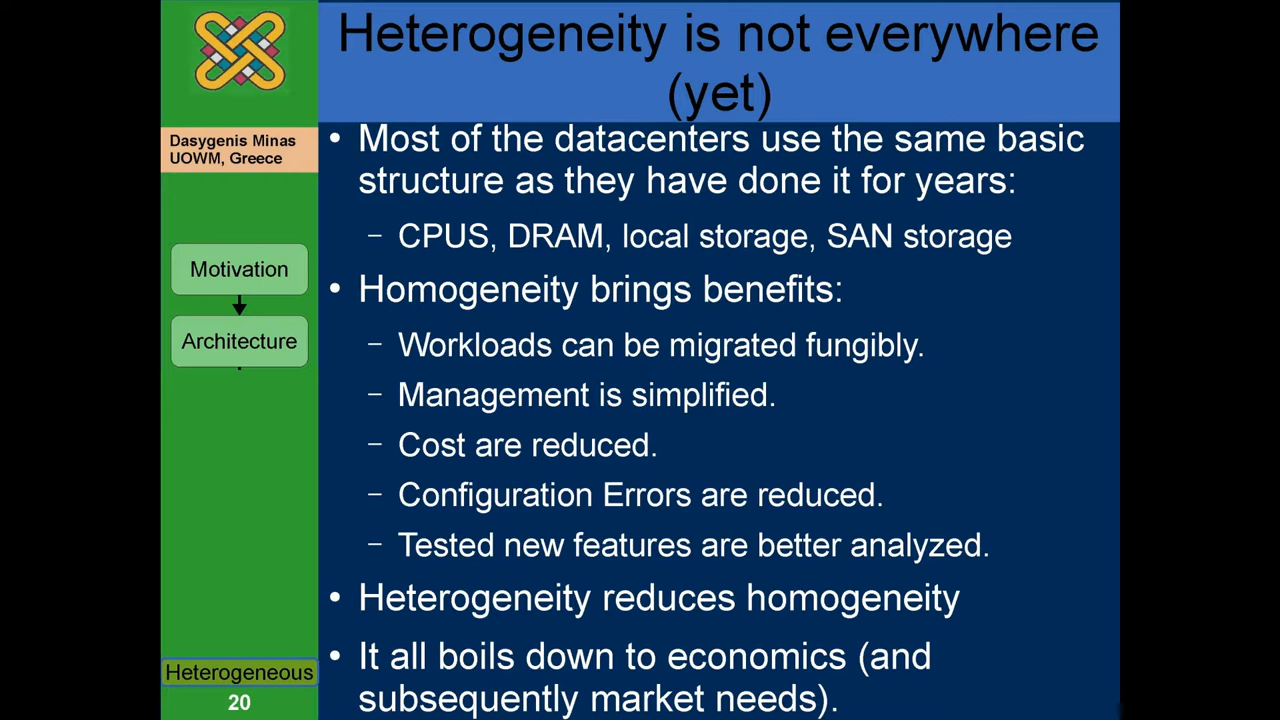 Heterogeneity is not everywhere
(yet)
Dasygenis Minas
UOWM, Greece
Motivation
Architecture
Heterogeneous
20
• Most of the datacenters use the same basic
structure as they have done it for years:
– CPUS, DRAM, local storage, SAN storage
• Homogeneity brings benefits:
– Workloads can be migrated fungibly.
– Management is simplified.
– Cost are reduced.
– Configuration Errors are reduced.
– Tested new features are better analyzed.
• Heterogeneity reduces homogeneity
• It all boils down to economics (and
subsequently market needs).